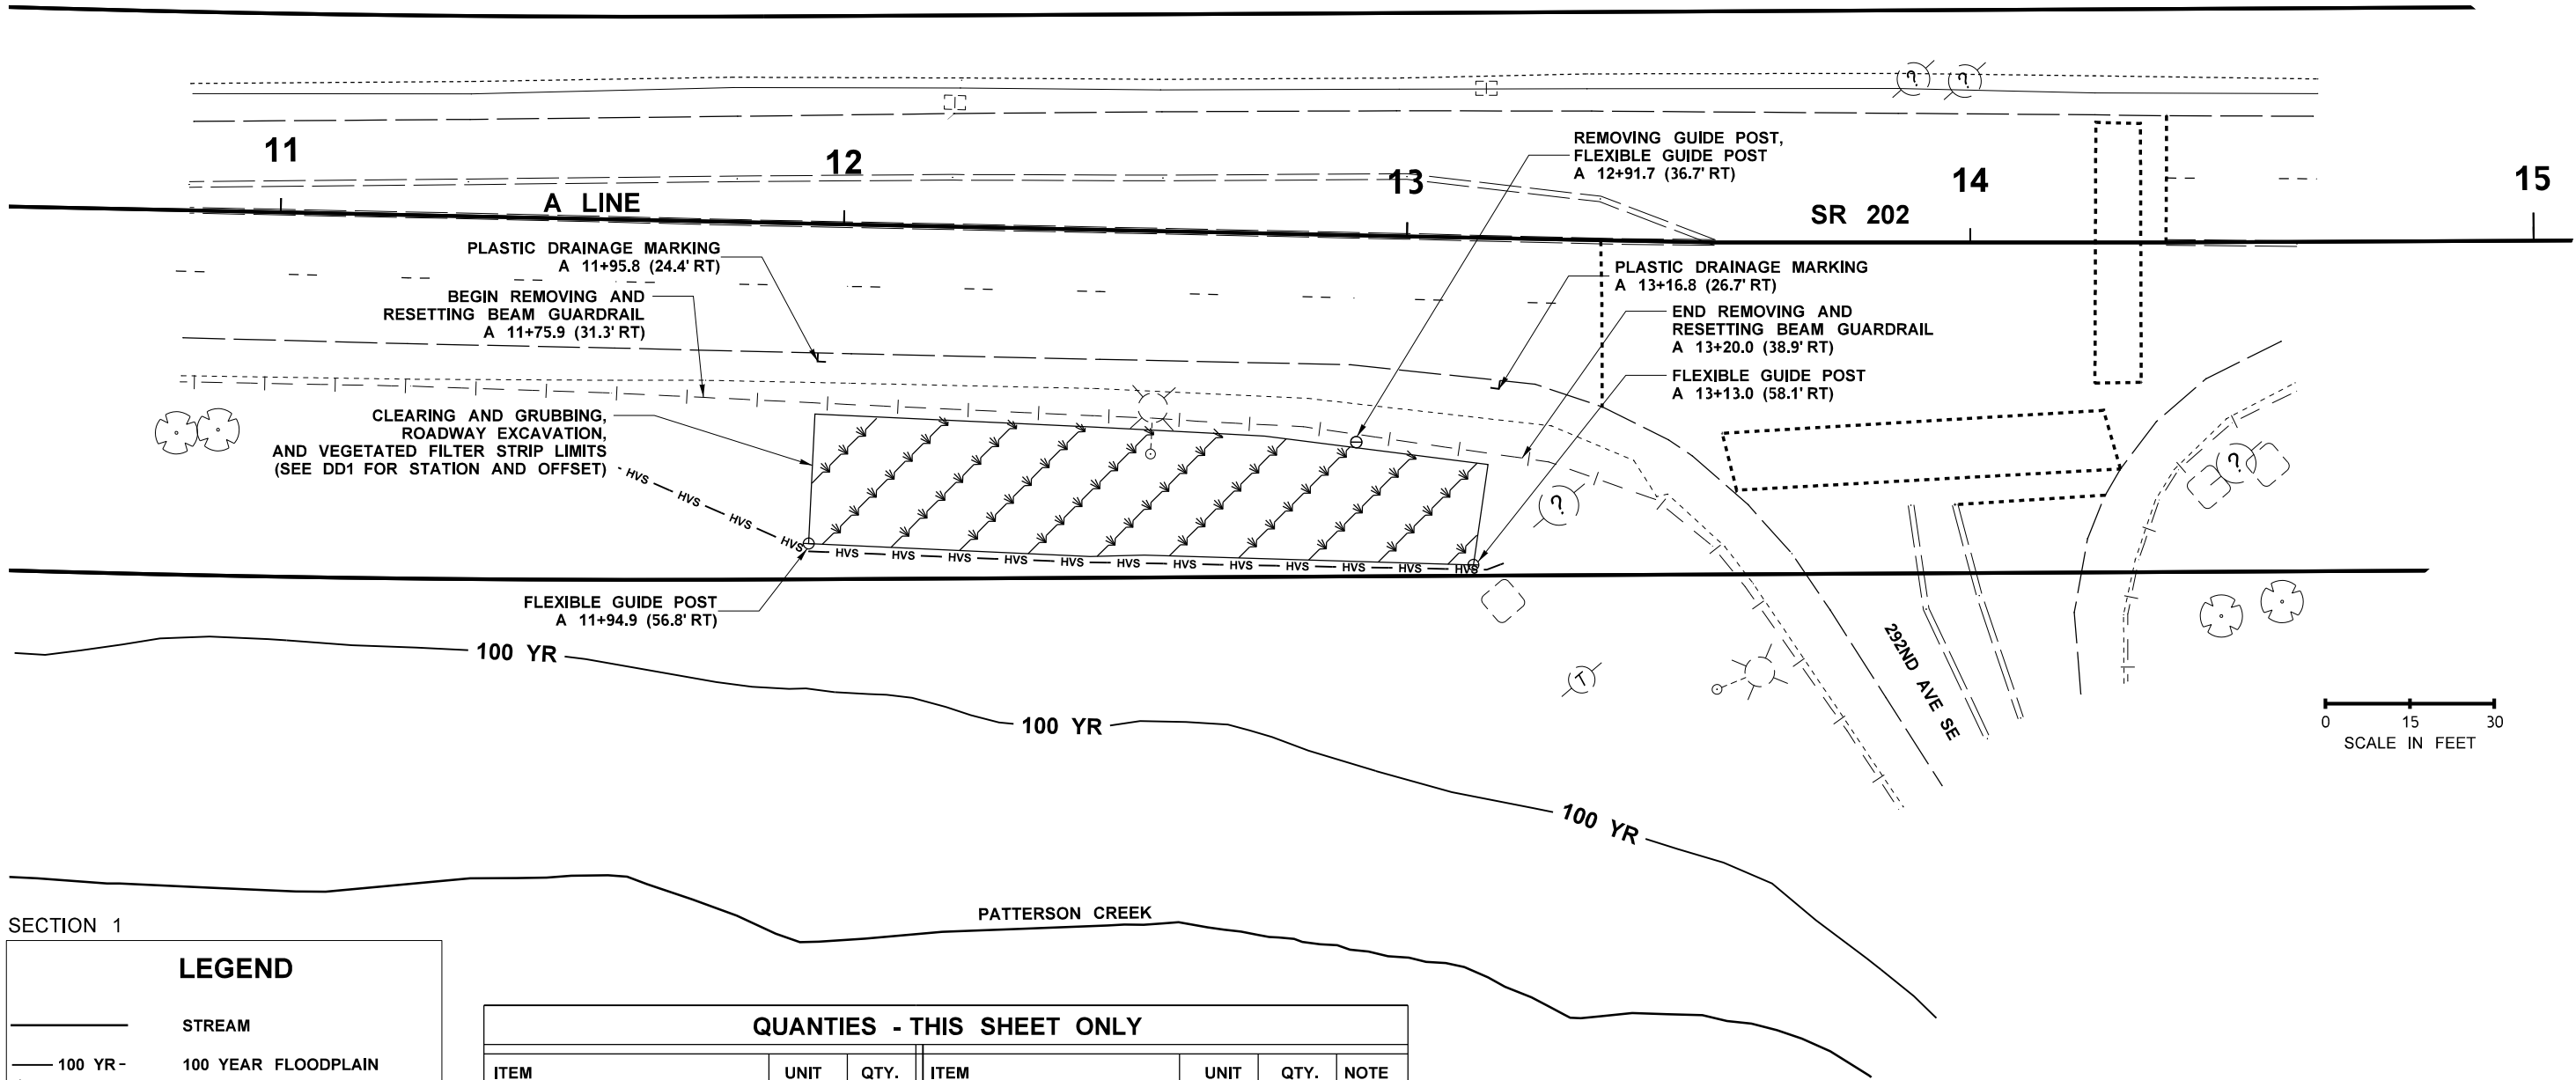 11
12
13
14
15
A LINE
SR 202
REMOVING GUIDE POST,
FLEXIBLE GUIDE POST
A 12+91.7 (36.7' RT)
PLASTIC DRAINAGE MARKING
A 11+95.8 (24.4' RT)
BEGIN REMOVING AND
RESETTING BEAM GUARDRAIL
A 11+75.9 (31.3' RT)
PLASTIC DRAINAGE MARKING
A 13+16.8 (26.7' RT)
END REMOVING AND
RESETTING BEAM GUARDRAIL
A 13+20.0 (38.9' RT)
FLEXIBLE GUIDE POST
A 13+13.0 (58.1' RT)
CLEARING AND GRUBBING,
ROADWAY EXCAVATION,
AND VEGETATED FILTER STRIP LIMITS
(SEE DD1 FOR STATION AND OFFSET)
HVS HVS HVS HVS HVS HVS HVS HVS HVS HVS HVS HVS HVS HVS HVS HVS
? ? ? ?
T
FLEXIBLE GUIDE POST
A 11+94.9 (56.8' RT)
100 YR
100 YR
100 YR
292ND AVE SE
0 15 30
SCALE IN FEET
PATTERSON CREEK
SECTION 1
LEGEND
STREAM
100 YR - 100 YEAR FLOODPLAIN
QUANTIES - THIS SHEET ONLY
ITEM UNIT QTY. ITEM UNIT QTY. NOTE